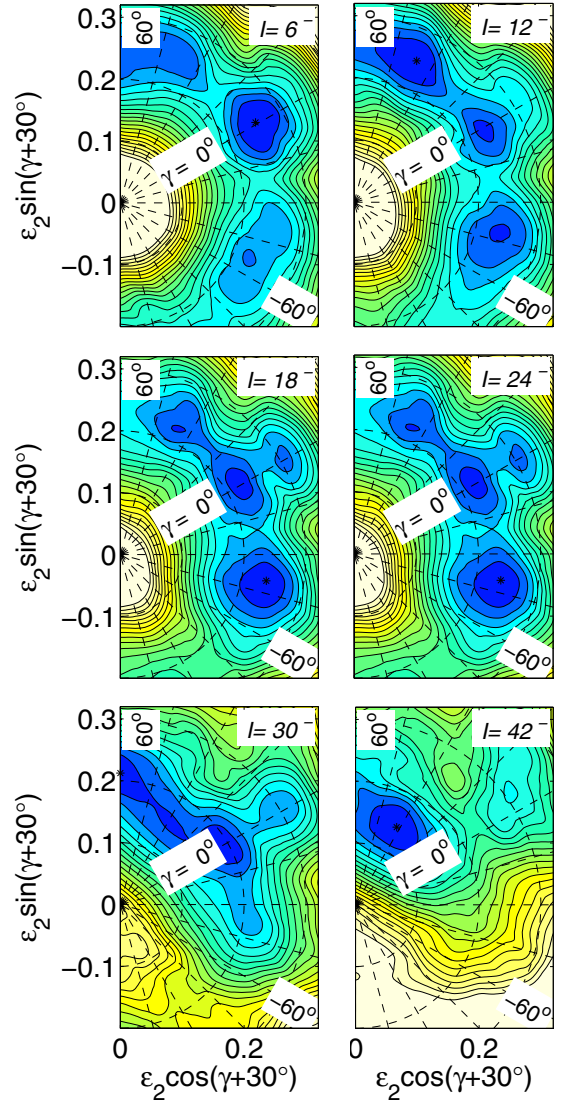 60° I= 6⁻ 60° I= 12⁻
0.3
0.2
0.1
0
−0.1
ε₂sin(γ+30°)
γ = 0° γ = 0°
−60° −60°
60° I= 18⁻ 60° I= 24⁻
0.3
0.2
0.1
0
−0.1
ε₂sin(γ+30°)
γ = 0° γ = 0°
−60° −60°
60° I= 30⁻ 60° I= 42⁻
0.3
0.2
0.1
0
−0.1
ε₂sin(γ+30°)
γ = 0° γ = 0°
−60° −60°
0 0.2 0 0.2
ε₂cos(γ+30°) ε₂cos(γ+30°)